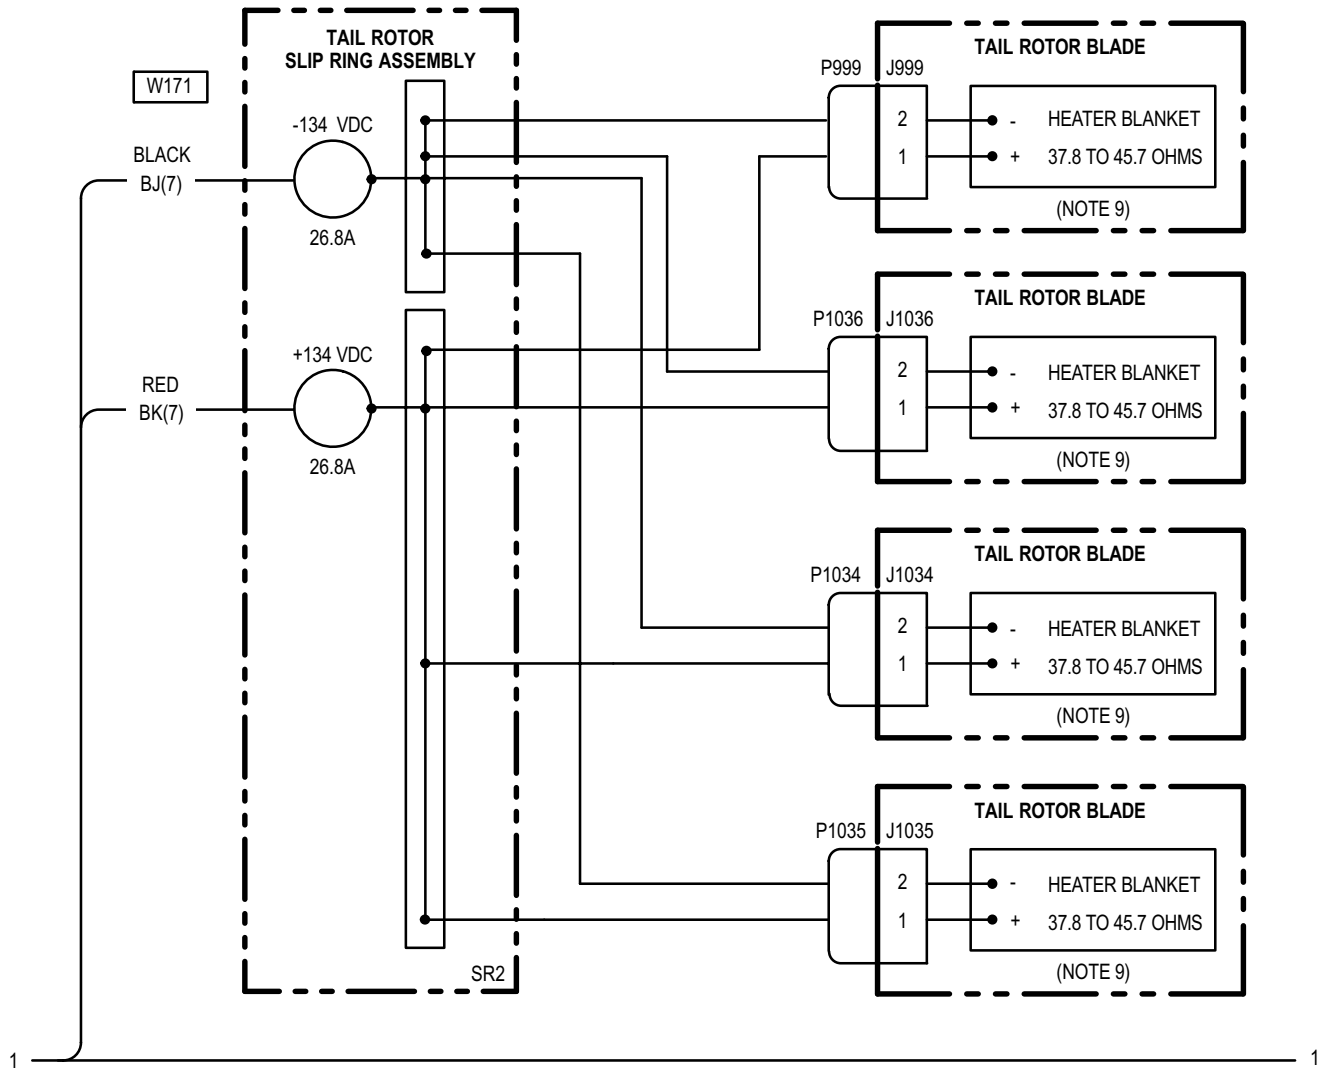 TAIL ROTOR
SLIP RING ASSEMBLY
W171
-134 VDC
BLACK
BJ(7)
26.8A
+134 VDC
RED
BK(7)
26.8A
SR2
TAIL ROTOR BLADE
P999 J999
2 - HEATER BLANKET
1 + 37.8 TO 45.7 OHMS
(NOTE 9)
TAIL ROTOR BLADE
P1036 J1036
2 - HEATER BLANKET
1 + 37.8 TO 45.7 OHMS
(NOTE 9)
TAIL ROTOR BLADE
P1034 J1034
2 - HEATER BLANKET
1 + 37.8 TO 45.7 OHMS
(NOTE 9)
TAIL ROTOR BLADE
P1035 J1035
2 - HEATER BLANKET
1 + 37.8 TO 45.7 OHMS
(NOTE 9)
1 1